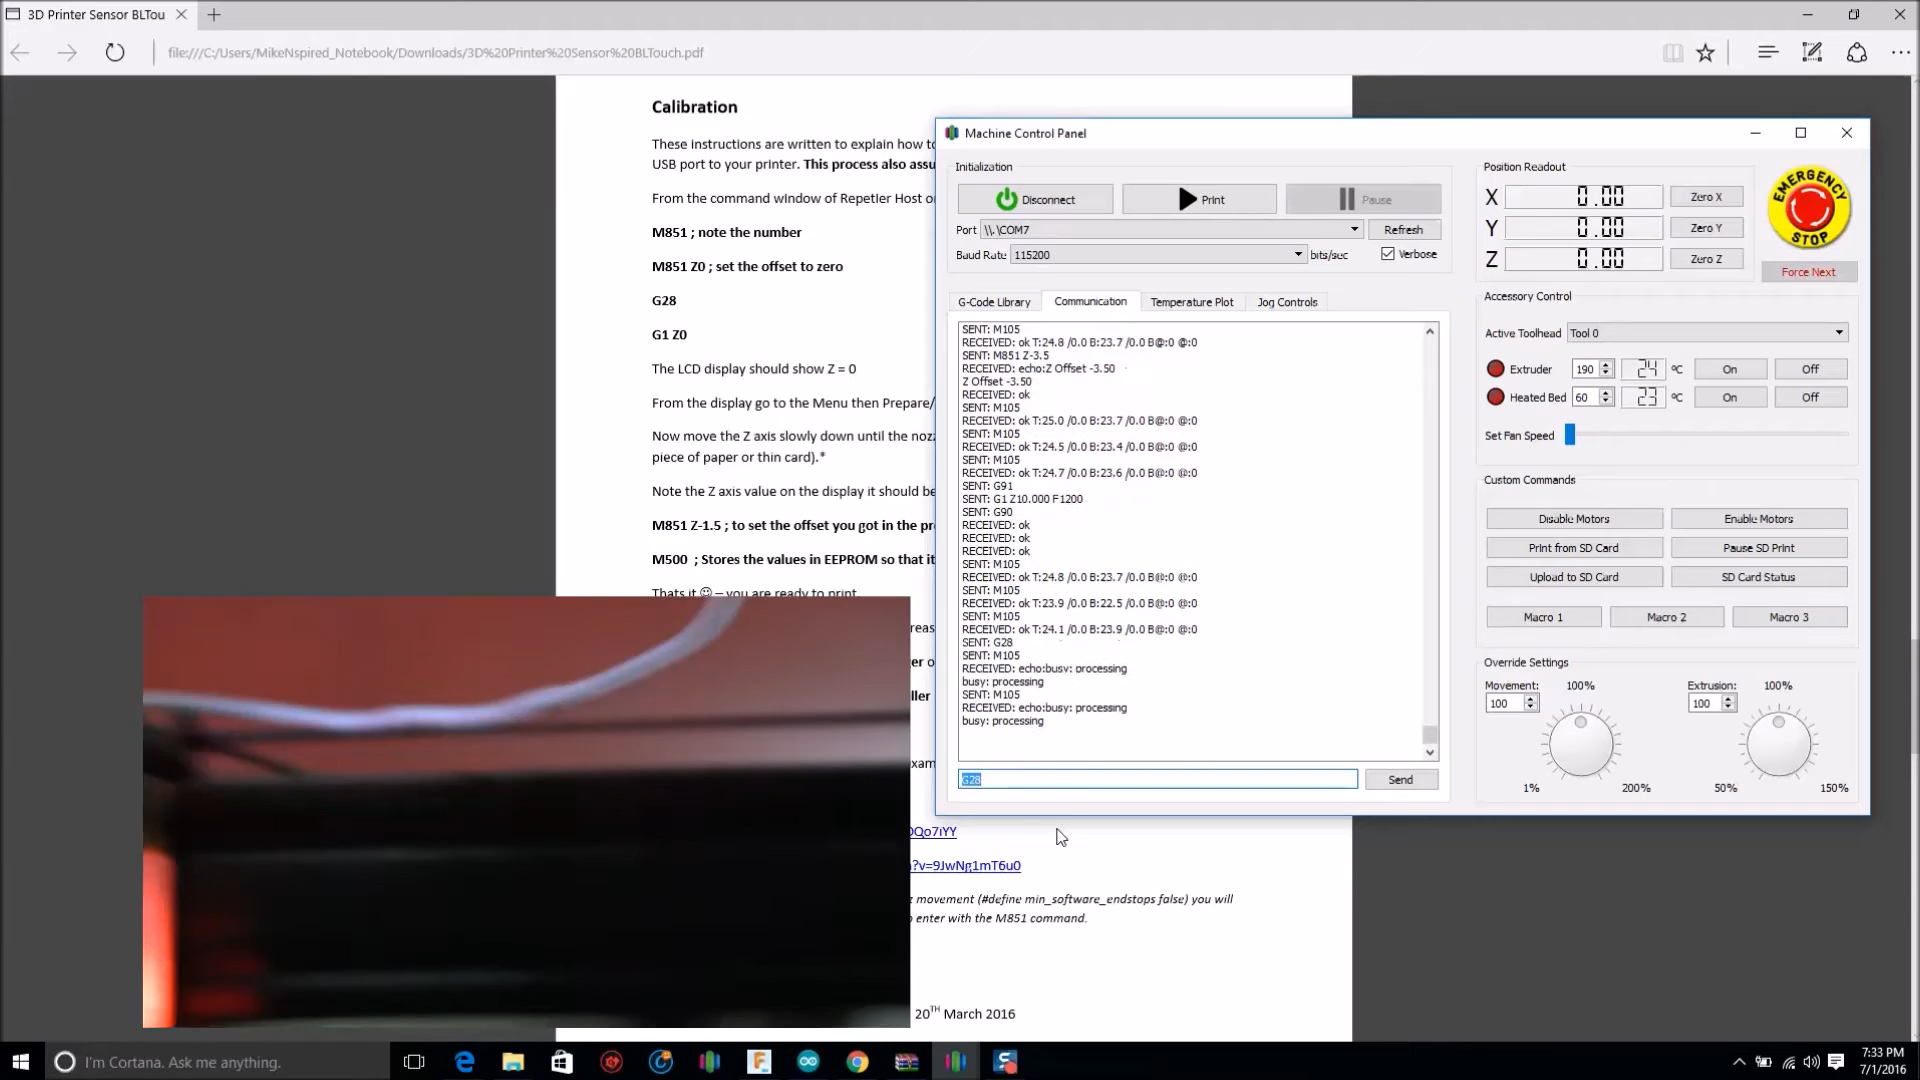 3D Printer Sensor BLTou
file:///C:/Users/MikeNspired_Notebook/Downloads/3D%20Printer%20Sensor%20BLTouch.pdf
Calibration
These instructions are written to explain how to
USB port to your printer. This process also assu
From the command window of Repetier Host or
M851 ; note the number
M851 Z0 ; set the offset to zero
G28
G1 Z0
The LCD display should show Z = 0
From the display go to the Menu then Prepare/
Now move the Z axis slowly down until the nozz
piece of paper or thin card).*
Note the Z axis value on the display it should be
M851 Z-1.5 ; to set the offset you got in the pr
M500 ; Stores the values in EEPROM so that it
Thats it ☺ – you are ready to print
DQo7iYY
?v=9JwNg1mT6u0
movement (#define min_software_endstops false) you will
enter with the M851 command.
20TH March 2016
Machine Control Panel
Initialization
Disconnect
Print
Pause
Port \\.\COM7
Refresh
Baud Rate 115200 bits/sec
Verbose
G-Code Library
Communication
Temperature Plot
Jog Controls
SENT: M105
RECEIVED: ok T:24.8 /0.0 B:23.7 /0.0 B@:0 @:0
SENT: M851 Z-3.5
RECEIVED: echo:Z Offset -3.50
Z Offset -3.50
RECEIVED: ok
SENT: M105
RECEIVED: ok T:25.0 /0.0 B:23.7 /0.0 B@:0 @:0
SENT: M105
RECEIVED: ok T:24.5 /0.0 B:23.4 /0.0 B@:0 @:0
SENT: M105
RECEIVED: ok T:24.7 /0.0 B:23.6 /0.0 B@:0 @:0
SENT: G91
SENT: G1 Z10.000 F1200
SENT: G90
RECEIVED: ok
RECEIVED: ok
RECEIVED: ok
SENT: M105
RECEIVED: ok T:24.8 /0.0 B:23.7 /0.0 B@:0 @:0
SENT: M105
RECEIVED: ok T:23.9 /0.0 B:22.5 /0.0 B@:0 @:0
SENT: M105
RECEIVED: ok T:24.1 /0.0 B:23.9 /0.0 B@:0 @:0
SENT: G28
SENT: M105
RECEIVED: echo:busy: processing
busy: processing
SENT: M105
RECEIVED: echo:busy: processing
busy: processing
G28
Send
Position Readout
X 0.00 Zero X
Y 0.00 Zero Y
Z 0.00 Zero Z
EMERGENCY
STOP
Force Next
Accessory Control
Active Toolhead Tool 0
Extruder 190 24 ºC On Off
Heated Bed 60 23 ºC On Off
Set Fan Speed
Custom Commands
Disable Motors
Enable Motors
Print from SD Card
Pause SD Print
Upload to SD Card
SD Card Status
Macro 1
Macro 2
Macro 3
Override Settings
Movement: 100% Extrusion: 100%
100
100
1% 200% 50% 150%
I'm Cortana. Ask me anything.
7:33 PM
7/1/2016